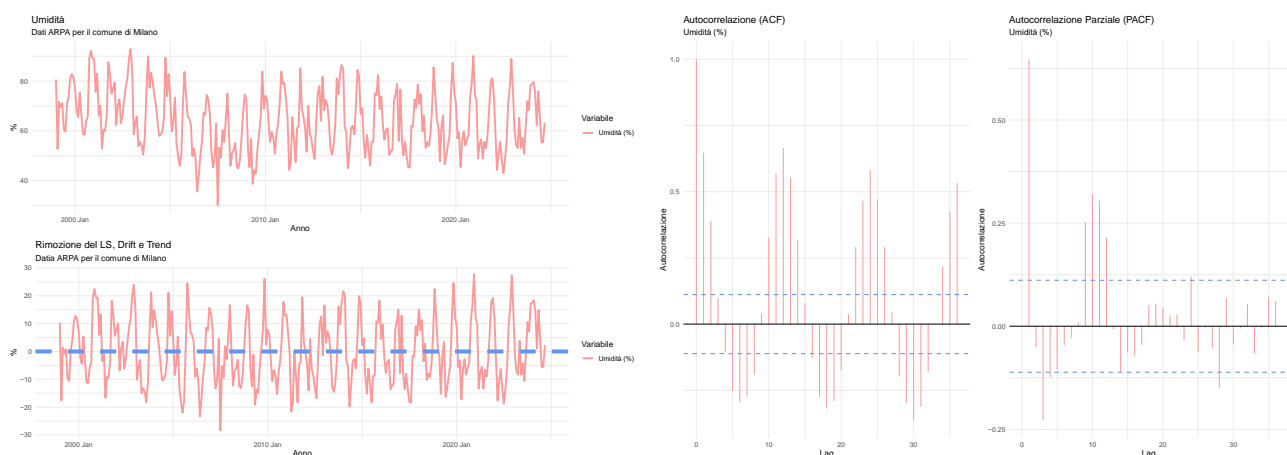 Umidità
Dati ARPA per il comune di Milano
%
80
60
40
2000 Jan
2010 Jan
2020 Jan
Anno
Variabile
Umidità (%)
Rimozione del LS, Drift e Trend
Datia ARPA per il comune di Milano
%
30
20
10
0
−10
−20
−30
2000 Jan
2010 Jan
2020 Jan
Anno
Variabile
Umidità (%)
Autocorrelazione (ACF)
Umidità (%)
Autocorrelazione
1.0
0.5
0.0
0
10
20
30
Lag
Autocorrelazione Parziale (PACF)
Umidità (%)
Autocorrelazione
0.50
0.25
0.00
−0.25
0
10
20
30
Lag